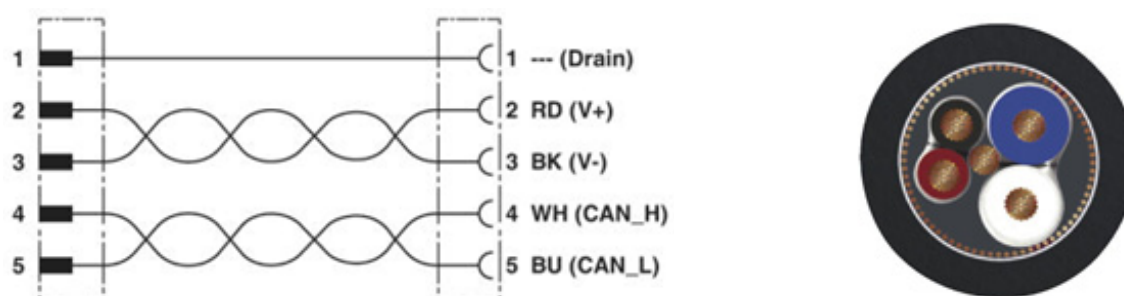 1 1 --- (Drain)
2 2 RD (V+)
3 3 BK (V-)
4 4 WH (CAN_H)
5 5 BU (CAN_L)